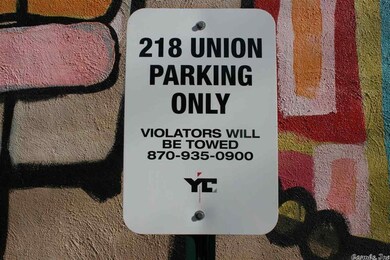 218 UNION
PARKING
ONLY
VIOLATORS WILL
BE TOWED
870-935-0900
YC